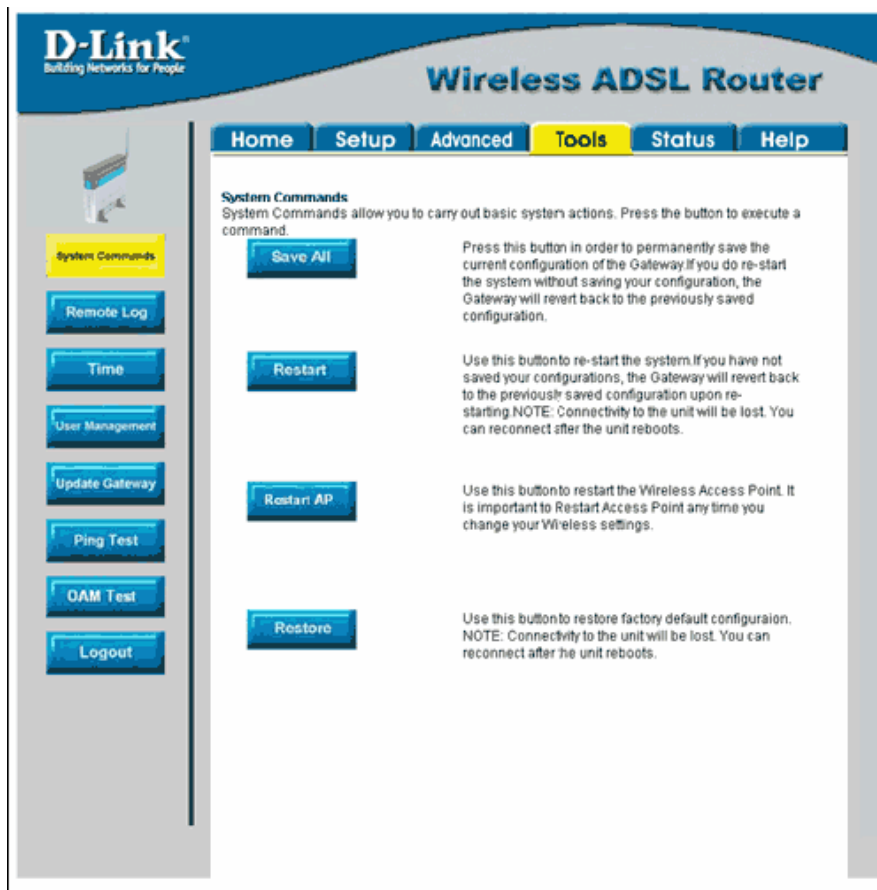 D-Link
Building Networks for People
Wireless ADSL Router
Home
Setup
Advanced
Tools
Status
Help
System Commands
System Commands allow you to carry out basic system actions. Press the button to execute a
command.
System Commands
Remote Log
Time
User Management
Update Gateway
Ping Test
OAM Test
Logout
Save All
Press this button in order to permanently save the
current configuration of the Gateway.If you do re-start
the system without saving your configuration, the
Gateway will revert back to the previously saved
configuration.
Restart
Use this button to re-start the system.If you have not
saved your configurations, the Gateway will revert back
to the previously saved configuration upon re-
starting.NOTE: Connectivity to the unit will be lost. You
can reconnect after the unit reboots.
Restart AP
Use this button to restart the Wireless Access Point. It
is important to Restart Access Point any time you
change your Wireless settings.
Restore
Use this button to restore factory default configuraion.
NOTE: Connectivity to the unit will be lost. You can
reconnect after the unit reboots.